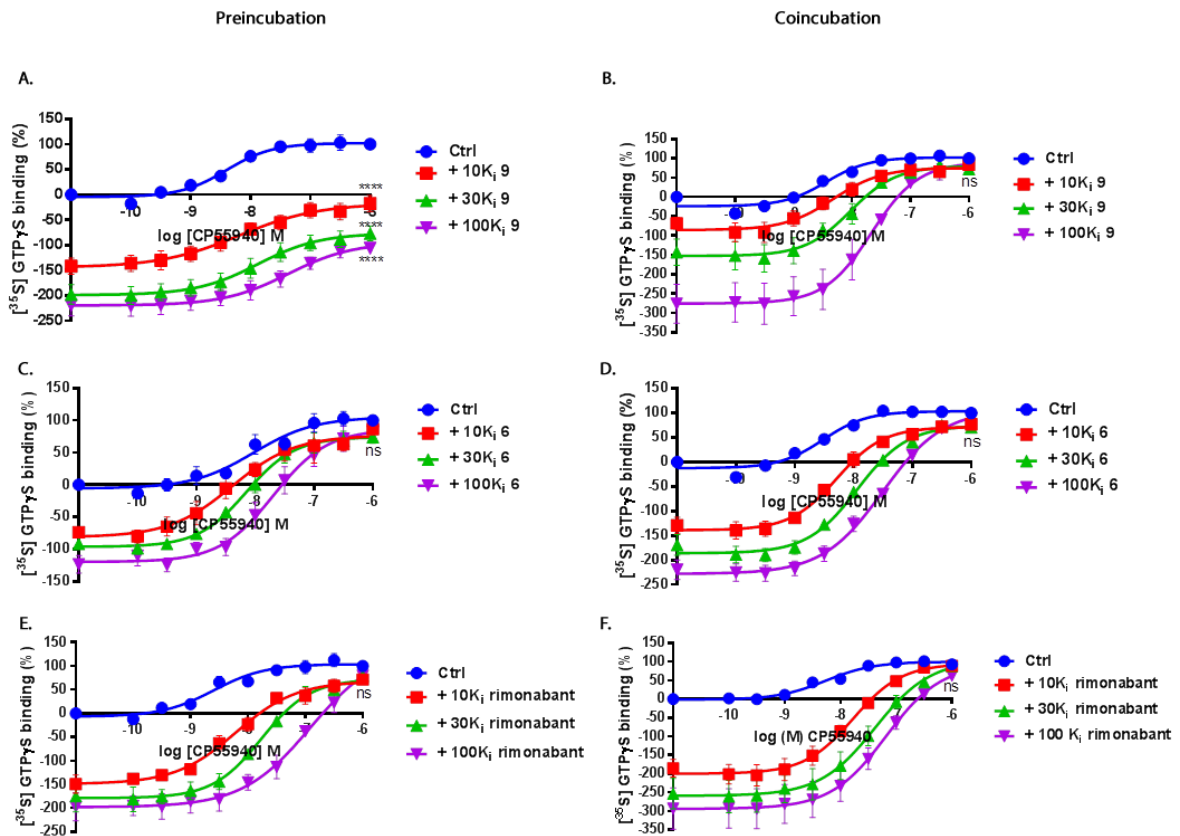 Preincubation
Coincubation
A.
[³⁵S] GTPγS binding (%)
150
100
50
0
-50
-100
-150
-200
-250
-10
-9
-8
-7
-6
log [CP55940] M
****
****
****
Ctrl
+ 10Kᵢ 9
+ 30Kᵢ 9
+ 100Kᵢ 9
B.
[³⁵S] GTPγS binding (%)
150
100
50
0
-50
-100
-150
-200
-250
-300
-350
-10
-9
-8
-7
-6
log [CP55940] M
ns
Ctrl
+ 10Kᵢ 9
+ 30Kᵢ 9
+ 100Kᵢ 9
C.
[³⁵S] GTPγS binding (%)
150
100
50
0
-50
-100
-150
-10
-9
-8
-7
-6
log [CP55940] M
ns
Ctrl
+ 10Kᵢ 6
+ 30Kᵢ 6
+ 100Kᵢ 6
D.
[³⁵S] GTPγS binding (%)
150
100
50
0
-50
-100
-150
-200
-250
-10
-9
-8
-7
-6
log [CP55940] M
ns
Ctrl
+ 10Kᵢ 6
+ 30Kᵢ 6
+ 100Kᵢ 6
E.
[³⁵S] GTPγS binding (%)
150
100
50
0
-50
-100
-150
-200
-250
-10
-9
-8
-7
-6
log [CP55940] M
ns
Ctrl
+ 10Kᵢ rimonabant
+ 30Kᵢ rimonabant
+ 100Kᵢ rimonabant
F.
[³⁵S] GTPγS binding (%)
150
100
50
0
-50
-100
-150
-200
-250
-300
-350
-10
-9
-8
-7
-6
log (M) CP55940
ns
Ctrl
+ 10Kᵢ rimonabant
+ 30Kᵢ rimonabant
+ 100 Kᵢ rimonabant